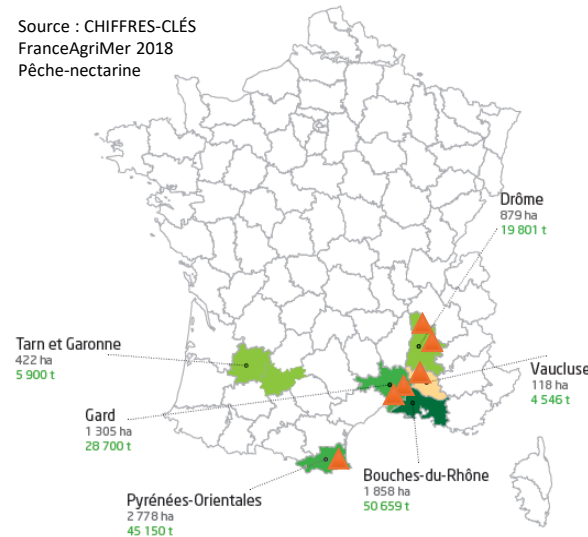 Source : CHIFFRES-CLÉS
FranceAgriMer 2018
Pêche-nectarine
Drôme
879 ha
19 801 t
Tarn et Garonne
422 ha
5 900 t
Vaucluse
118 ha
4 546 t
Gard
1 305 ha
28 700 t
Bouches-du-Rhône
1 858 ha
50 659 t
Pyrénées-Orientales
2 778 ha
45 150 t